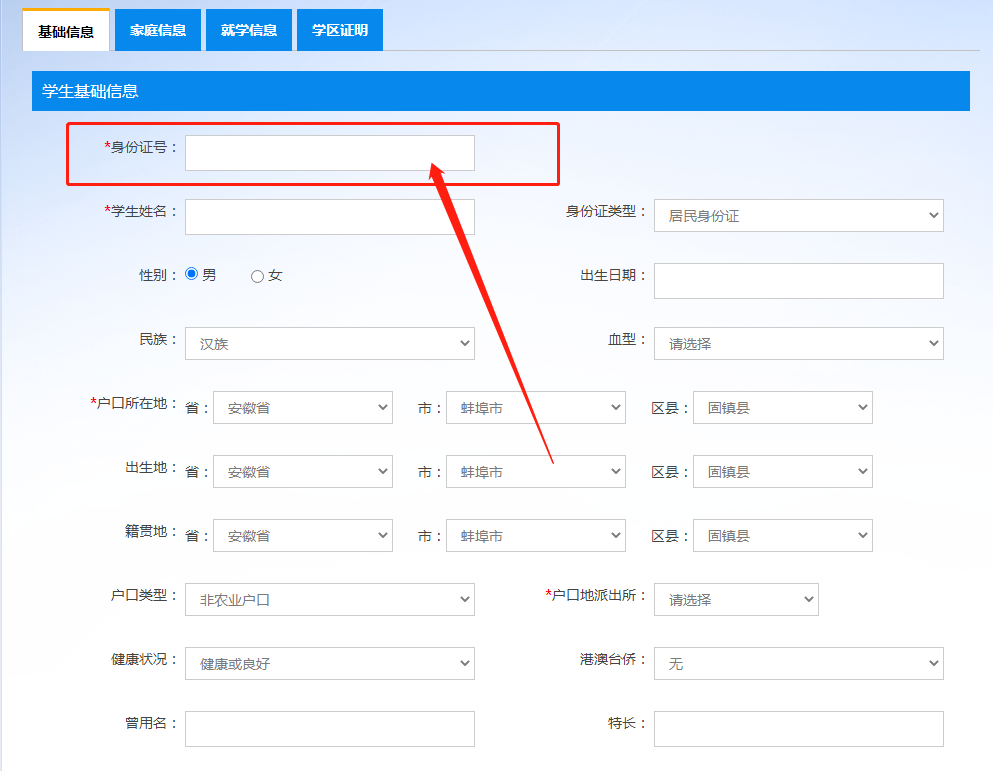 基础信息 家庭信息 就学信息 学区证明
学生基础信息
*身份证号：
*学生姓名： 身份证类型： 居民身份证
性别： 男 女 出生日期：
民族： 汉族 血型： 请选择
*户口所在地： 省： 安徽省 市： 蚌埠市 区县： 固镇县
出生地： 省： 安徽省 市： 蚌埠市 区县： 固镇县
籍贯地： 省： 安徽省 市： 蚌埠市 区县： 固镇县
户口类型： 非农业户口 *户口地派出所： 请选择
健康状况： 健康或良好 港澳台侨： 无
曾用名： 特长：